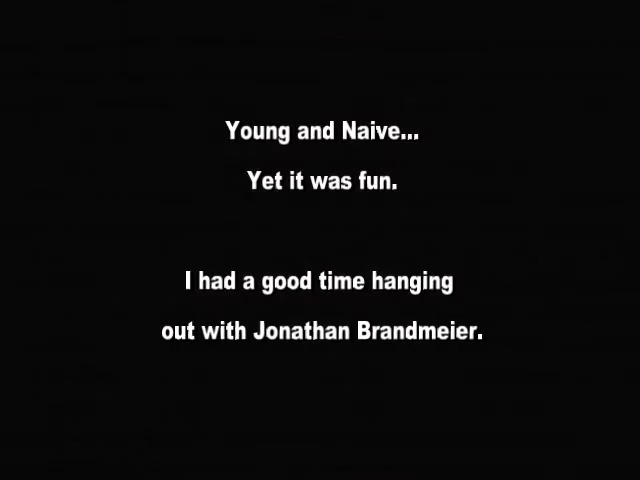 Young and Naive...
Yet it was fun.
I had a good time hanging
out with Jonathan Brandmeier.